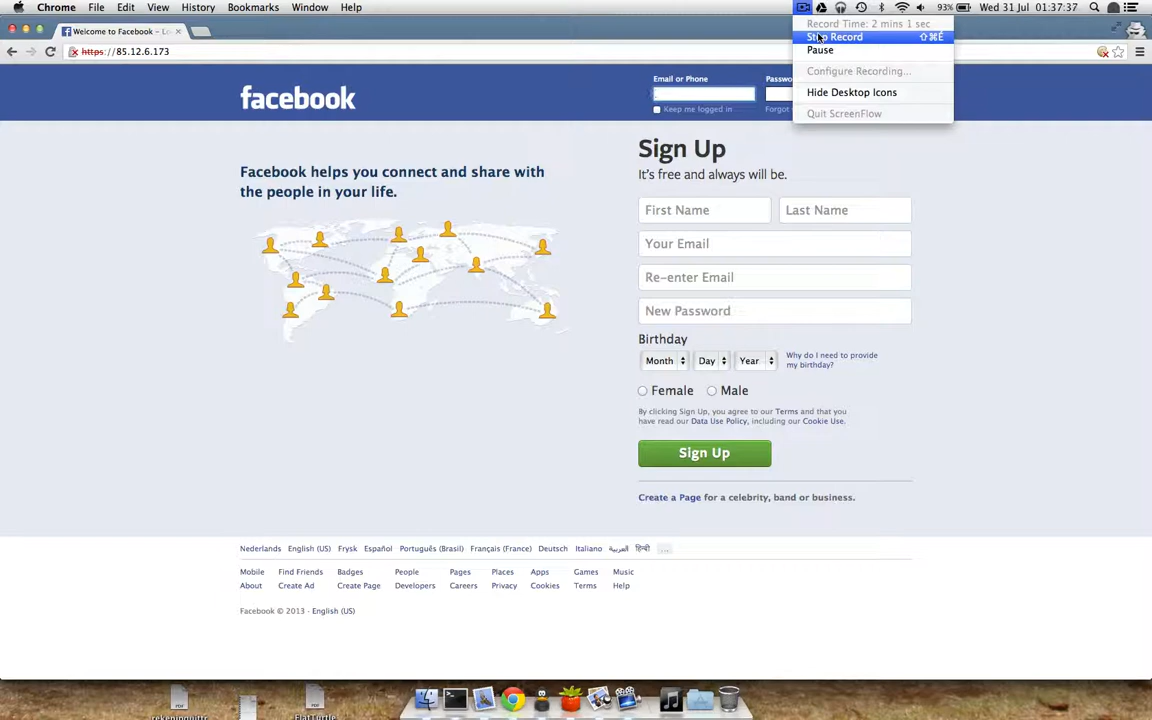 Chrome File Edit View History Bookmarks Window Help 93% Wed 31 Jul 01:37:37
Record Time: 2 mins 1 sec
Stop Record ⇧⌘É
Pause
Configure Recording...
Hide Desktop Icons
Quit ScreenFlow
Welcome to Facebook – Lo
https://85.12.6.173
facebook
Email or Phone
Keep me logged in
Facebook helps you connect and share with
the people in your life.
Sign Up
It's free and always will be.
First Name Last Name
Your Email
Re-enter Email
New Password
Birthday
Month Day Year
Why do I need to provide
my birthday?
Female Male
By clicking Sign Up, you agree to our Terms and that you
have read our Data Use Policy, including our Cookie Use.
Sign Up
Create a Page for a celebrity, band or business.
Nederlands English (US) Frysk Español Português (Brasil) Français (France) Deutsch Italiano العربية हिन्दी ...
Mobile Find Friends Badges People Pages Places Apps Games Music
About Create Ad Create Page Developers Careers Privacy Cookies Terms Help
Facebook © 2013 · English (US)
PDF
PDF
FlatTurtle